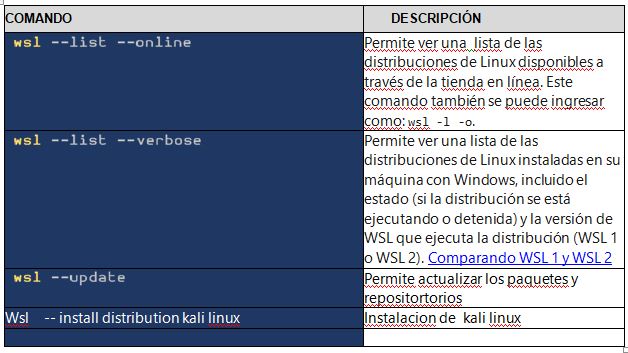 COMANDO DESCRIPCIÓN
wsl --list --online
Permite ver una lista de las
distribuciones de Linux disponibles a
través de la tienda en línea. Este
comando también se puede ingresar
como: wsl -l -o.
wsl --list --verbose
Permite ver una lista de las
distribuciones de Linux instaladas en su
máquina con Windows, incluido el
estado (si la distribución se está
ejecutando o detenida) y la versión de
WSL que ejecuta la distribución (WSL 1
o WSL 2). Comparando WSL 1 y WSL 2
wsl --update
Permite actualizar los paquetes y
repositortorios
Wsl -- install distribution kali linux
Instalacion de kali linux